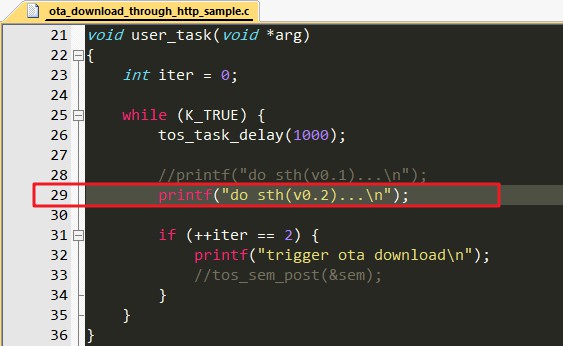 ota_download_through_http_sample.c
21 void user_task(void *arg)
22 {
23     int iter = 0;
24
25     while (K_TRUE) {
26         tos_task_delay(1000);
27
28         //printf("do sth(v0.1)...\n");
29         printf("do sth(v0.2)...\n");
30
31         if (++iter == 2) {
32             printf("trigger ota download\n");
33             //tos_sem_post(&sem);
34         }
35     }
36 }